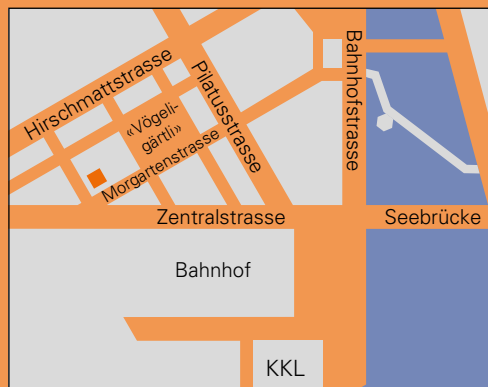 Hirschmattstrasse
Pilatusstrasse
Bahnhofstrasse
«Vögeli-
gärtli»
Morgartenstrasse
Zentralstrasse
Seebrücke
Bahnhof
KKL